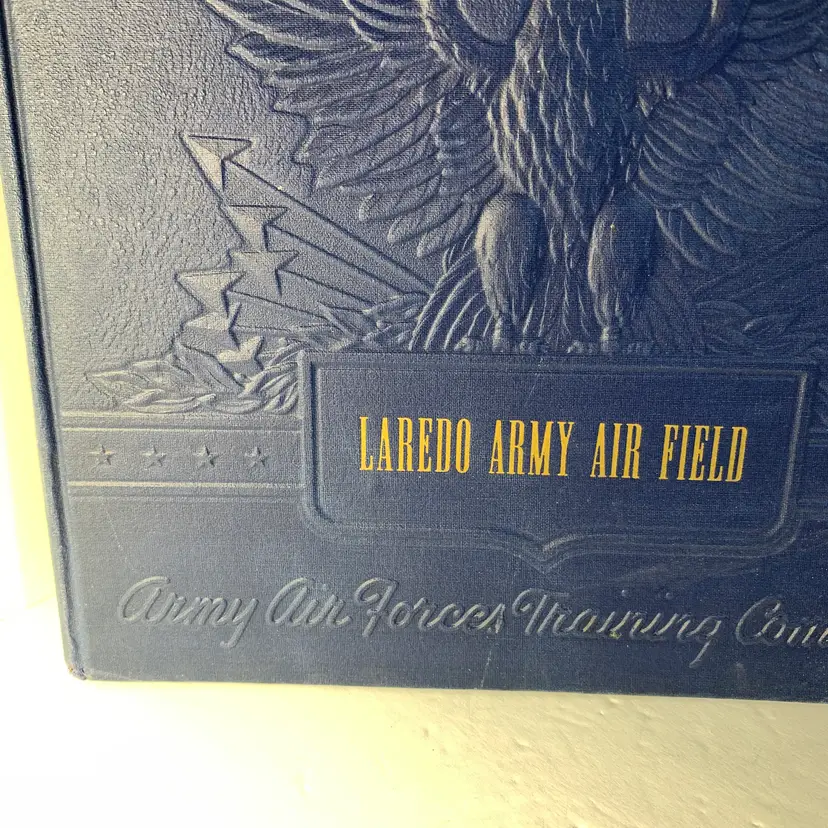 LAREDO ARMY AIR FIELD
Army Air Forces Training